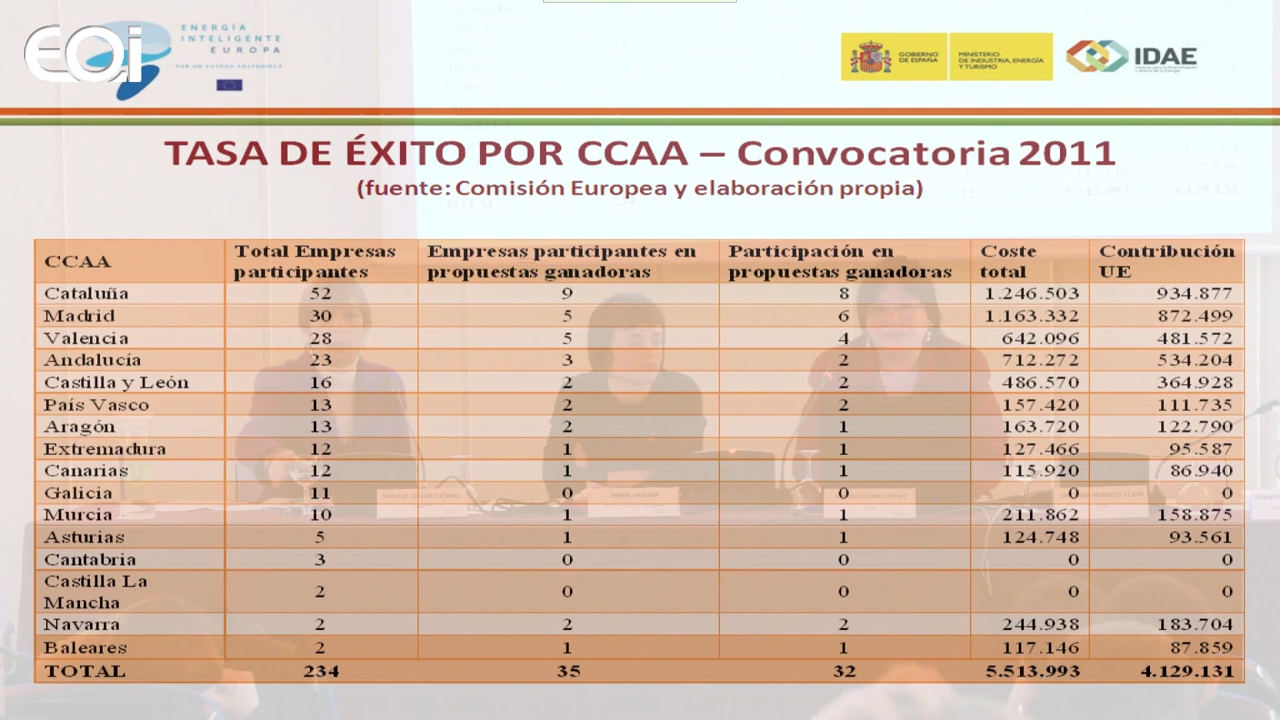 EOi
ENERGÍA
INTELIGENTE
EUROPA
POR UN FUTURO SOSTENIBLE
GOBIERNO
DE ESPAÑA
MINISTERIO
DE INDUSTRIA, ENERGÍA
Y TURISMO
IDAE
TASA DE ÉXITO POR CCAA – Convocatoria 2011
(fuente: Comisión Europea y elaboración propia)
CCAA Total Empresas participantes Empresas participantes en propuestas ganadoras Participación en propuestas ganadoras Coste total Contribución UE
Cataluña 52 9 8 1.246.503 934.877
Madrid 30 5 6 1.163.332 872.499
Valencia 28 5 4 642.096 481.572
Andalucía 23 3 2 712.272 534.204
Castilla y León 16 2 2 486.570 364.928
País Vasco 13 2 2 157.420 111.735
Aragón 13 2 1 163.720 122.790
Extremadura 12 1 1 127.466 95.587
Canarias 12 1 1 115.920 86.940
Galicia 11 0 0 0 0
Murcia 10 1 1 211.862 158.875
Asturias 5 1 1 124.748 93.561
Cantabria 3 0 0 0 0
Castilla La Mancha 2 0 0 0 0
Navarra 2 2 2 244.938 183.704
Baleares 2 1 1 117.146 87.859
TOTAL 234 35 32 5.513.993 4.129.131